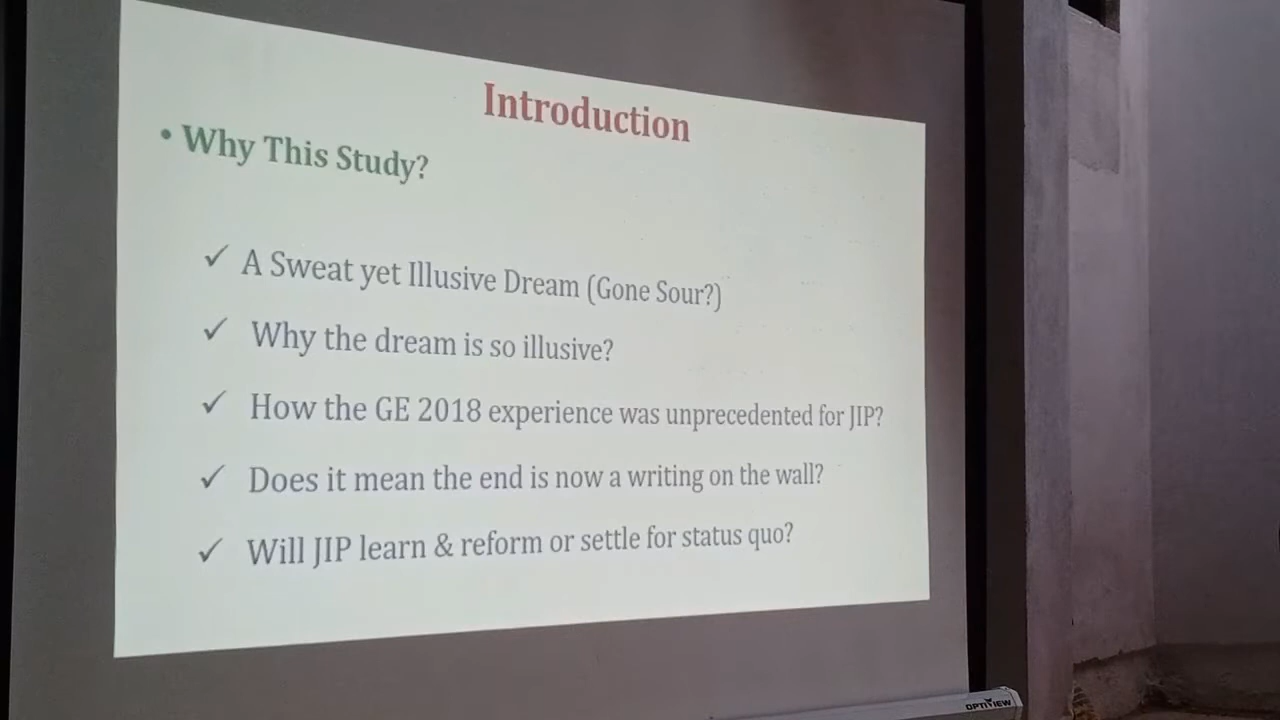 Introduction
• Why This Study?
✓ A Sweat yet Illusive Dream (Gone Sour?)
✓ Why the dream is so illusive?
✓ How the GE 2018 experience was unprecedented for JIP?
✓ Does it mean the end is now a writing on the wall?
✓ Will JIP learn & reform or settle for status quo?
OPTIVIEW